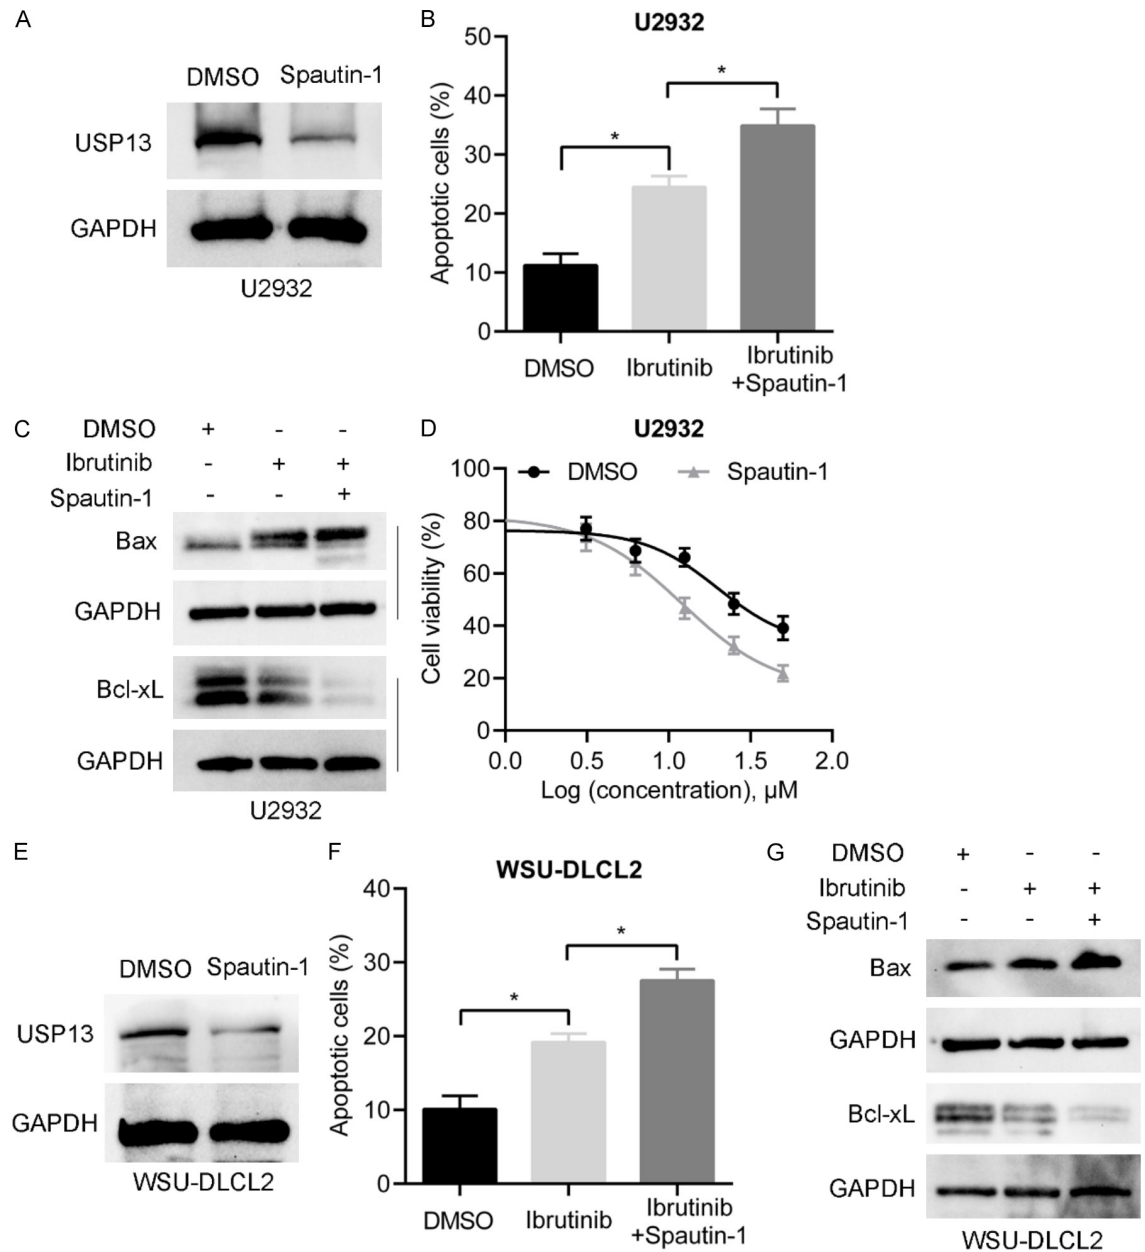 A
DMSO Spautin-1
USP13
GAPDH
U2932
B
U2932
Apoptotic cells (%)
50
40
30
20
10
0
*
*
DMSO
Ibrutinib
Ibrutinib
+Spautin-1
C
DMSO + - -
Ibrutinib - + +
Spautin-1 - - +
Bax
GAPDH
Bcl-xL
GAPDH
U2932
D
U2932
DMSO Spautin-1
Cell viability (%)
100
80
60
40
20
0
0.0 0.5 1.0 1.5 2.0
Log (concentration), µM
E
DMSO Spautin-1
USP13
GAPDH
WSU-DLCL2
F
WSU-DLCL2
Apoptotic cells (%)
40
30
20
10
0
*
*
DMSO
Ibrutinib
Ibrutinib
+Spautin-1
G
DMSO + - -
Ibrutinib - + +
Spautin-1 - - +
Bax
GAPDH
Bcl-xL
GAPDH
WSU-DLCL2